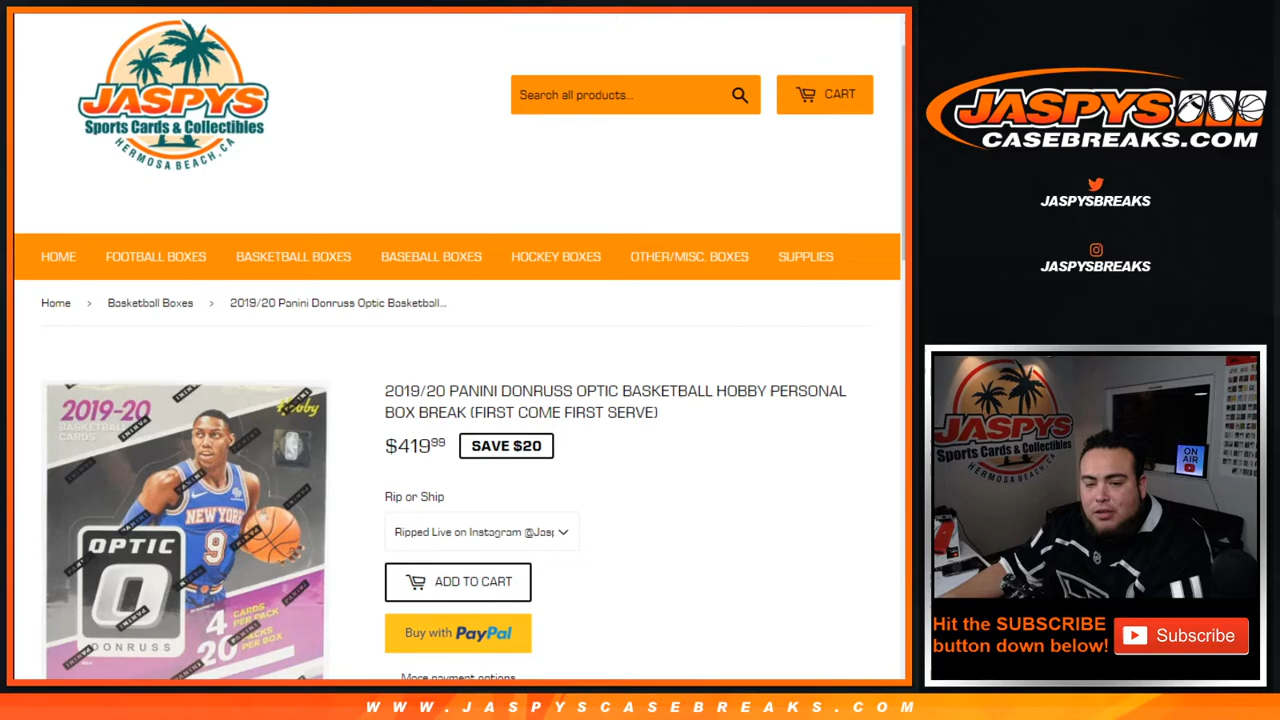 JASPYS
Sports Cards & Collectibles
HERMOSA BEACH, CA
Search all products...
CART
HOME
FOOTBALL BOXES
BASKETBALL BOXES
BASEBALL BOXES
HOCKEY BOXES
OTHER/MISC. BOXES
SUPPLIES
Home › Basketball Boxes › 2019/20 Panini Donruss Optic Basketball...
2019-20
BASKETBALL
CARDS
Hobby
PANINI
NEW YORK
9
OPTIC
DONRUSS
4 CARDS
PER PACK
20 PACKS
PER BOX
2019/20 PANINI DONRUSS OPTIC BASKETBALL HOBBY PERSONAL
BOX BREAK (FIRST COME FIRST SERVE)
$419.99
SAVE $20
Rip or Ship
Ripped Live on Instagram @Jasp
ADD TO CART
Buy with PayPal
More payment options
JASPYS
CASEBREAKS.COM
JASPYSBREAKS
JASPYSBREAKS
JASPYS
Sports Cards & Collectibles
HERMOSA BEACH, CA
ON
AIR
Hit the SUBSCRIBE
button down below!
Subscribe
WWW.JASPYSCASEBREAKS.COM